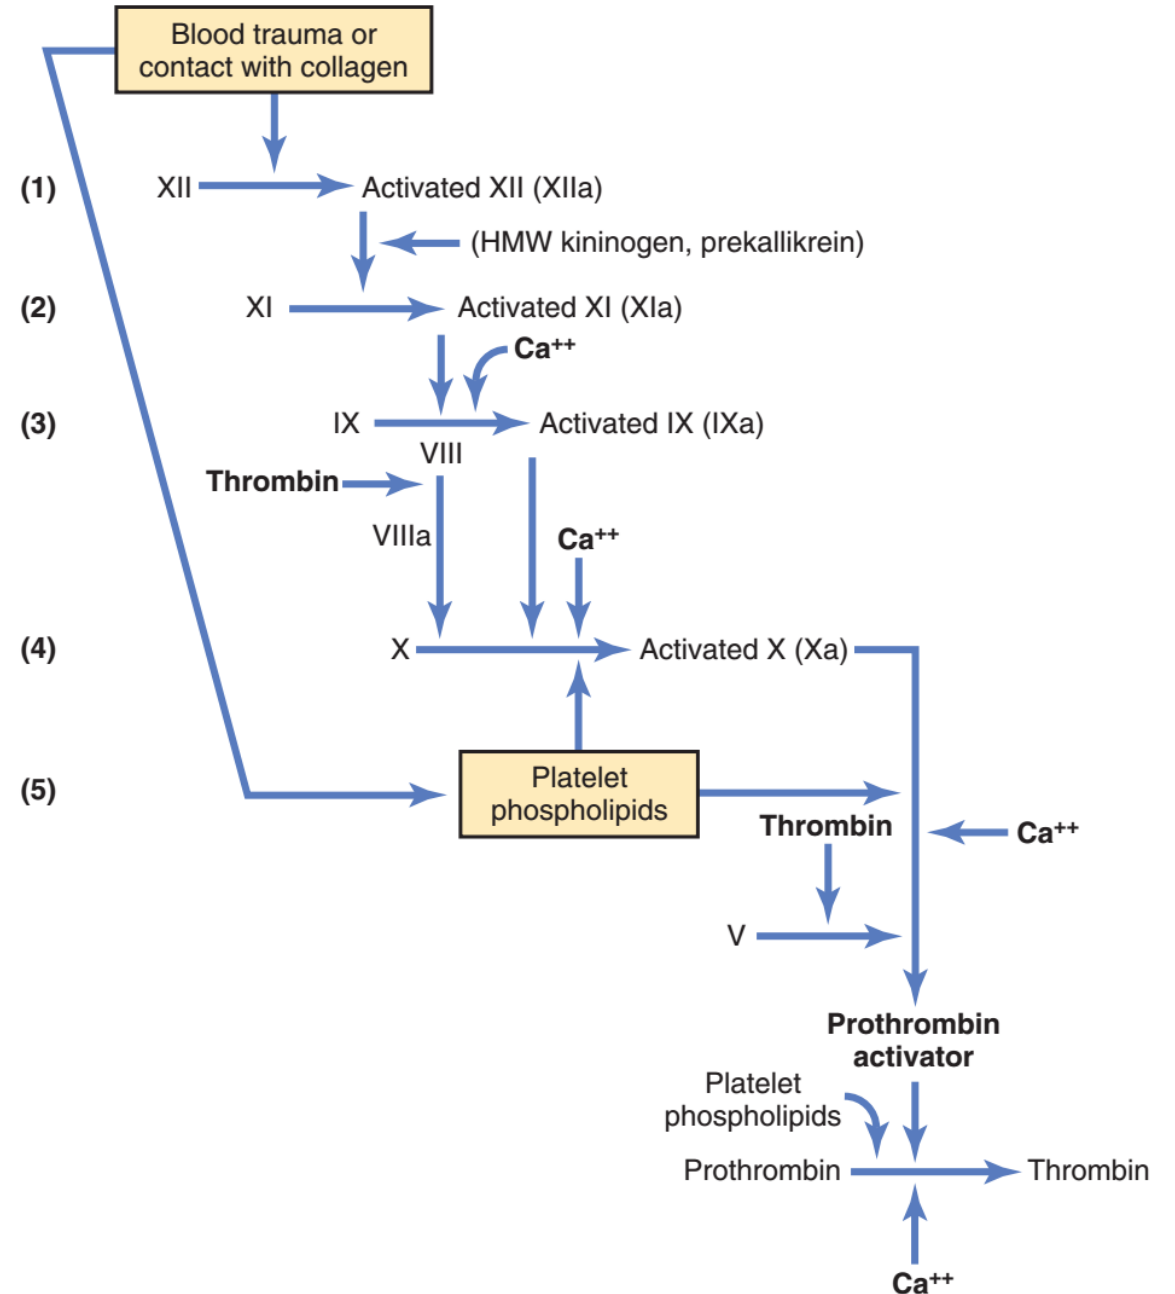 Blood trauma or
contact with collagen
(1)
XII
Activated XII (XIIa)
(HMW kininogen, prekallikrein)
(2)
XI
Activated XI (XIa)
Ca++
(3)
IX
Activated IX (IXa)
VIII
Thrombin
VIIIa
Ca++
(4)
X
Activated X (Xa)
(5)
Platelet
phospholipids
Thrombin
Ca++
V
Prothrombin
activator
Platelet
phospholipids
Prothrombin
Thrombin
Ca++